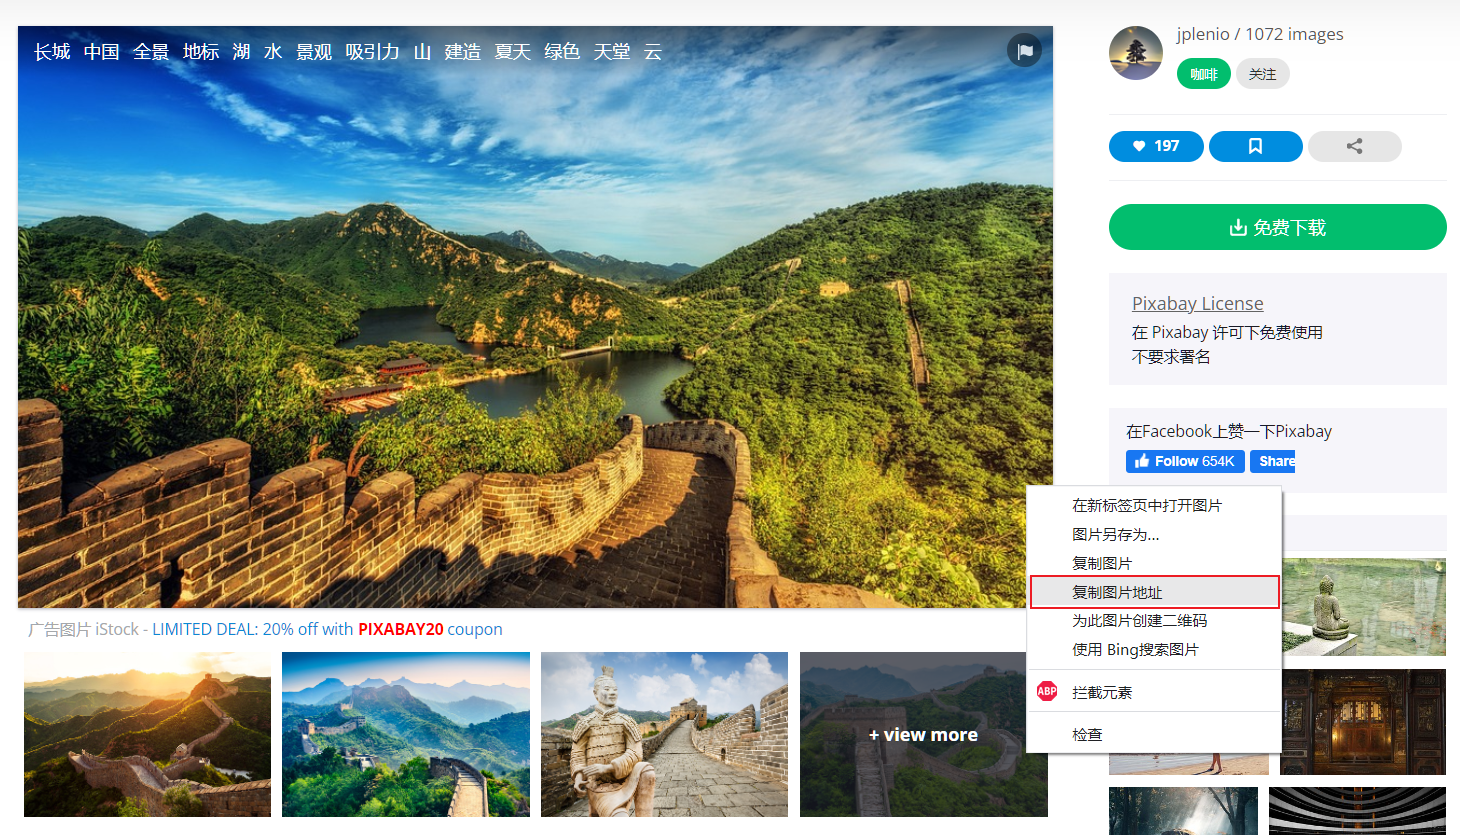 长城 中国 全景 地标 湖 水 景观 吸引力 山 建造 夏天 绿色 天堂 云
jplenio / 1072 images
咖啡 关注
197
免费下载
Pixabay License
在 Pixabay 许可下免费使用
不要求署名
在Facebook上赞一下Pixabay
Follow 654K Share
在新标签页中打开图片
图片另存为...
复制图片
复制图片地址
为此图片创建二维码
使用 Bing搜索图片
ABP 拦截元素
检查
广告图片 iStock - LIMITED DEAL: 20% off with PIXABAY20 coupon
+ view more